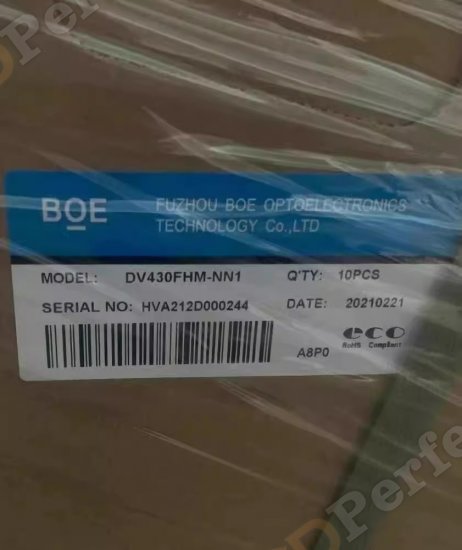 BOE
FUZHOU BOE OPTOELECTRONICS
TECHNOLOGY Co.,LTD
MODEL: DV430FHM-NN1 Q'TY: 10PCS
SERIAL NO: HVA212D000244 DATE: 20210221
eco
RoHS Compliant
A8P0
DPerfe